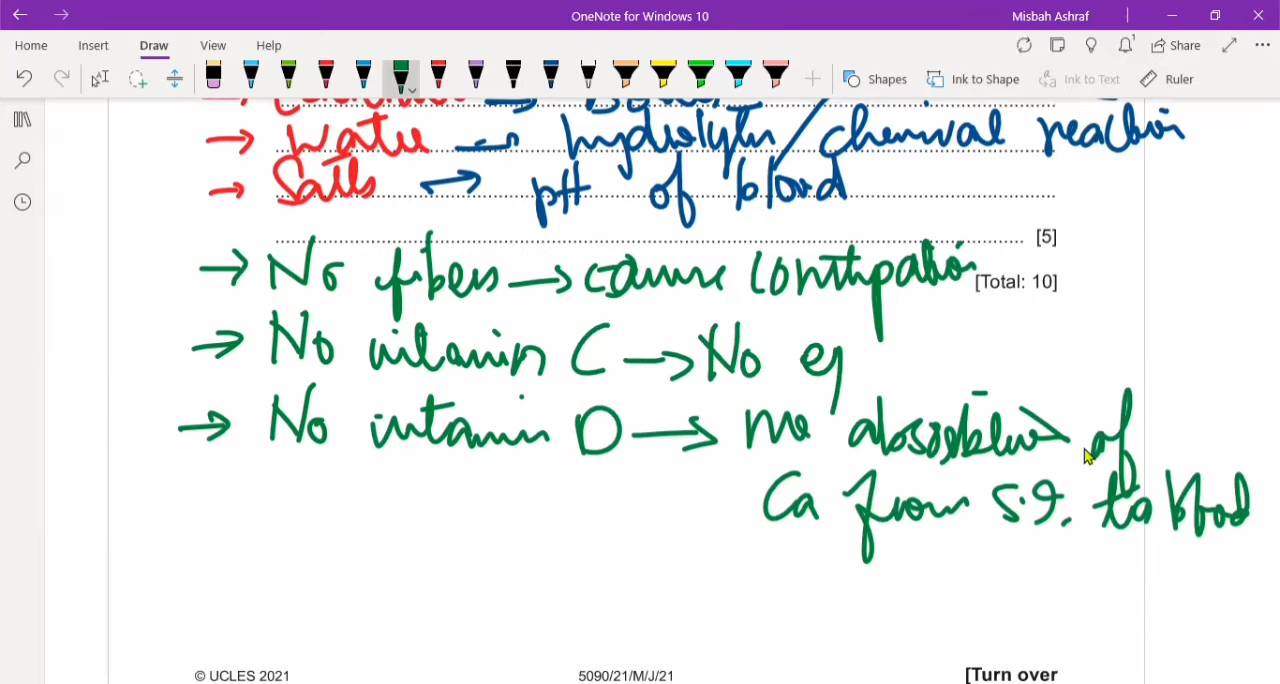 OneNote for Windows 10
Misbah Ashraf
Home Insert Draw View Help
Share
Shapes Ink to Shape Ink to Text Ruler
→ Water → hydrolytic / chemical reaction
→ Salts → pH of blood
[5]
→ No fibers → cause constipation
[Total: 10]
→ No vitamin C → No eg
→ No vitamin D → no absorption of
Ca from S.I. to blood
© UCLES 2021 5090/21/M/J/21 [Turn over